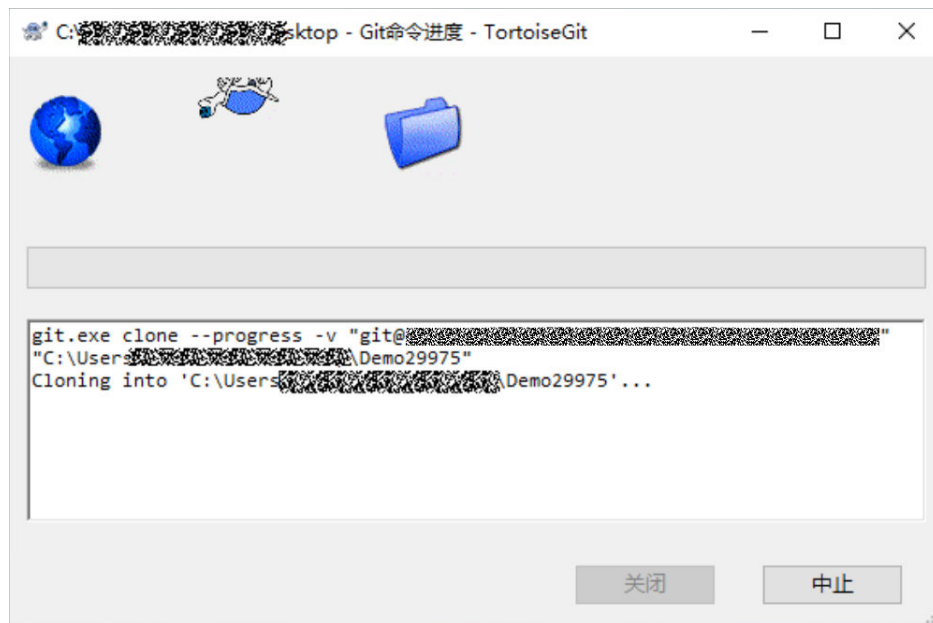 C:\sktop - Git命令进度 - TortoiseGit
git.exe clone --progress -v "git@"
"C:\Users\Demo29975"
Cloning into 'C:\Users\Demo29975'...
关闭
中止